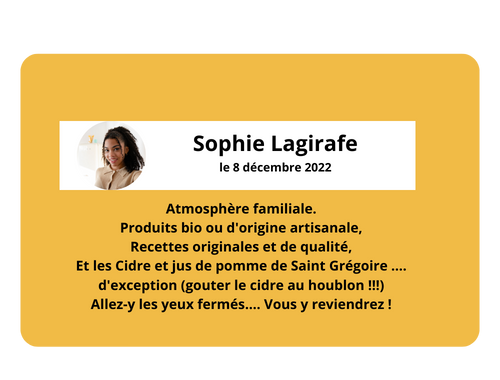 Sophie Lagirafe
le 8 décembre 2022
Atmosphère familiale.
Produits bio ou d'origine artisanale,
Recettes originales et de qualité,
Et les Cidre et jus de pomme de Saint Grégoire ....
d'exception (gouter le cidre au houblon !!!)
Allez-y les yeux fermés.... Vous y reviendrez !